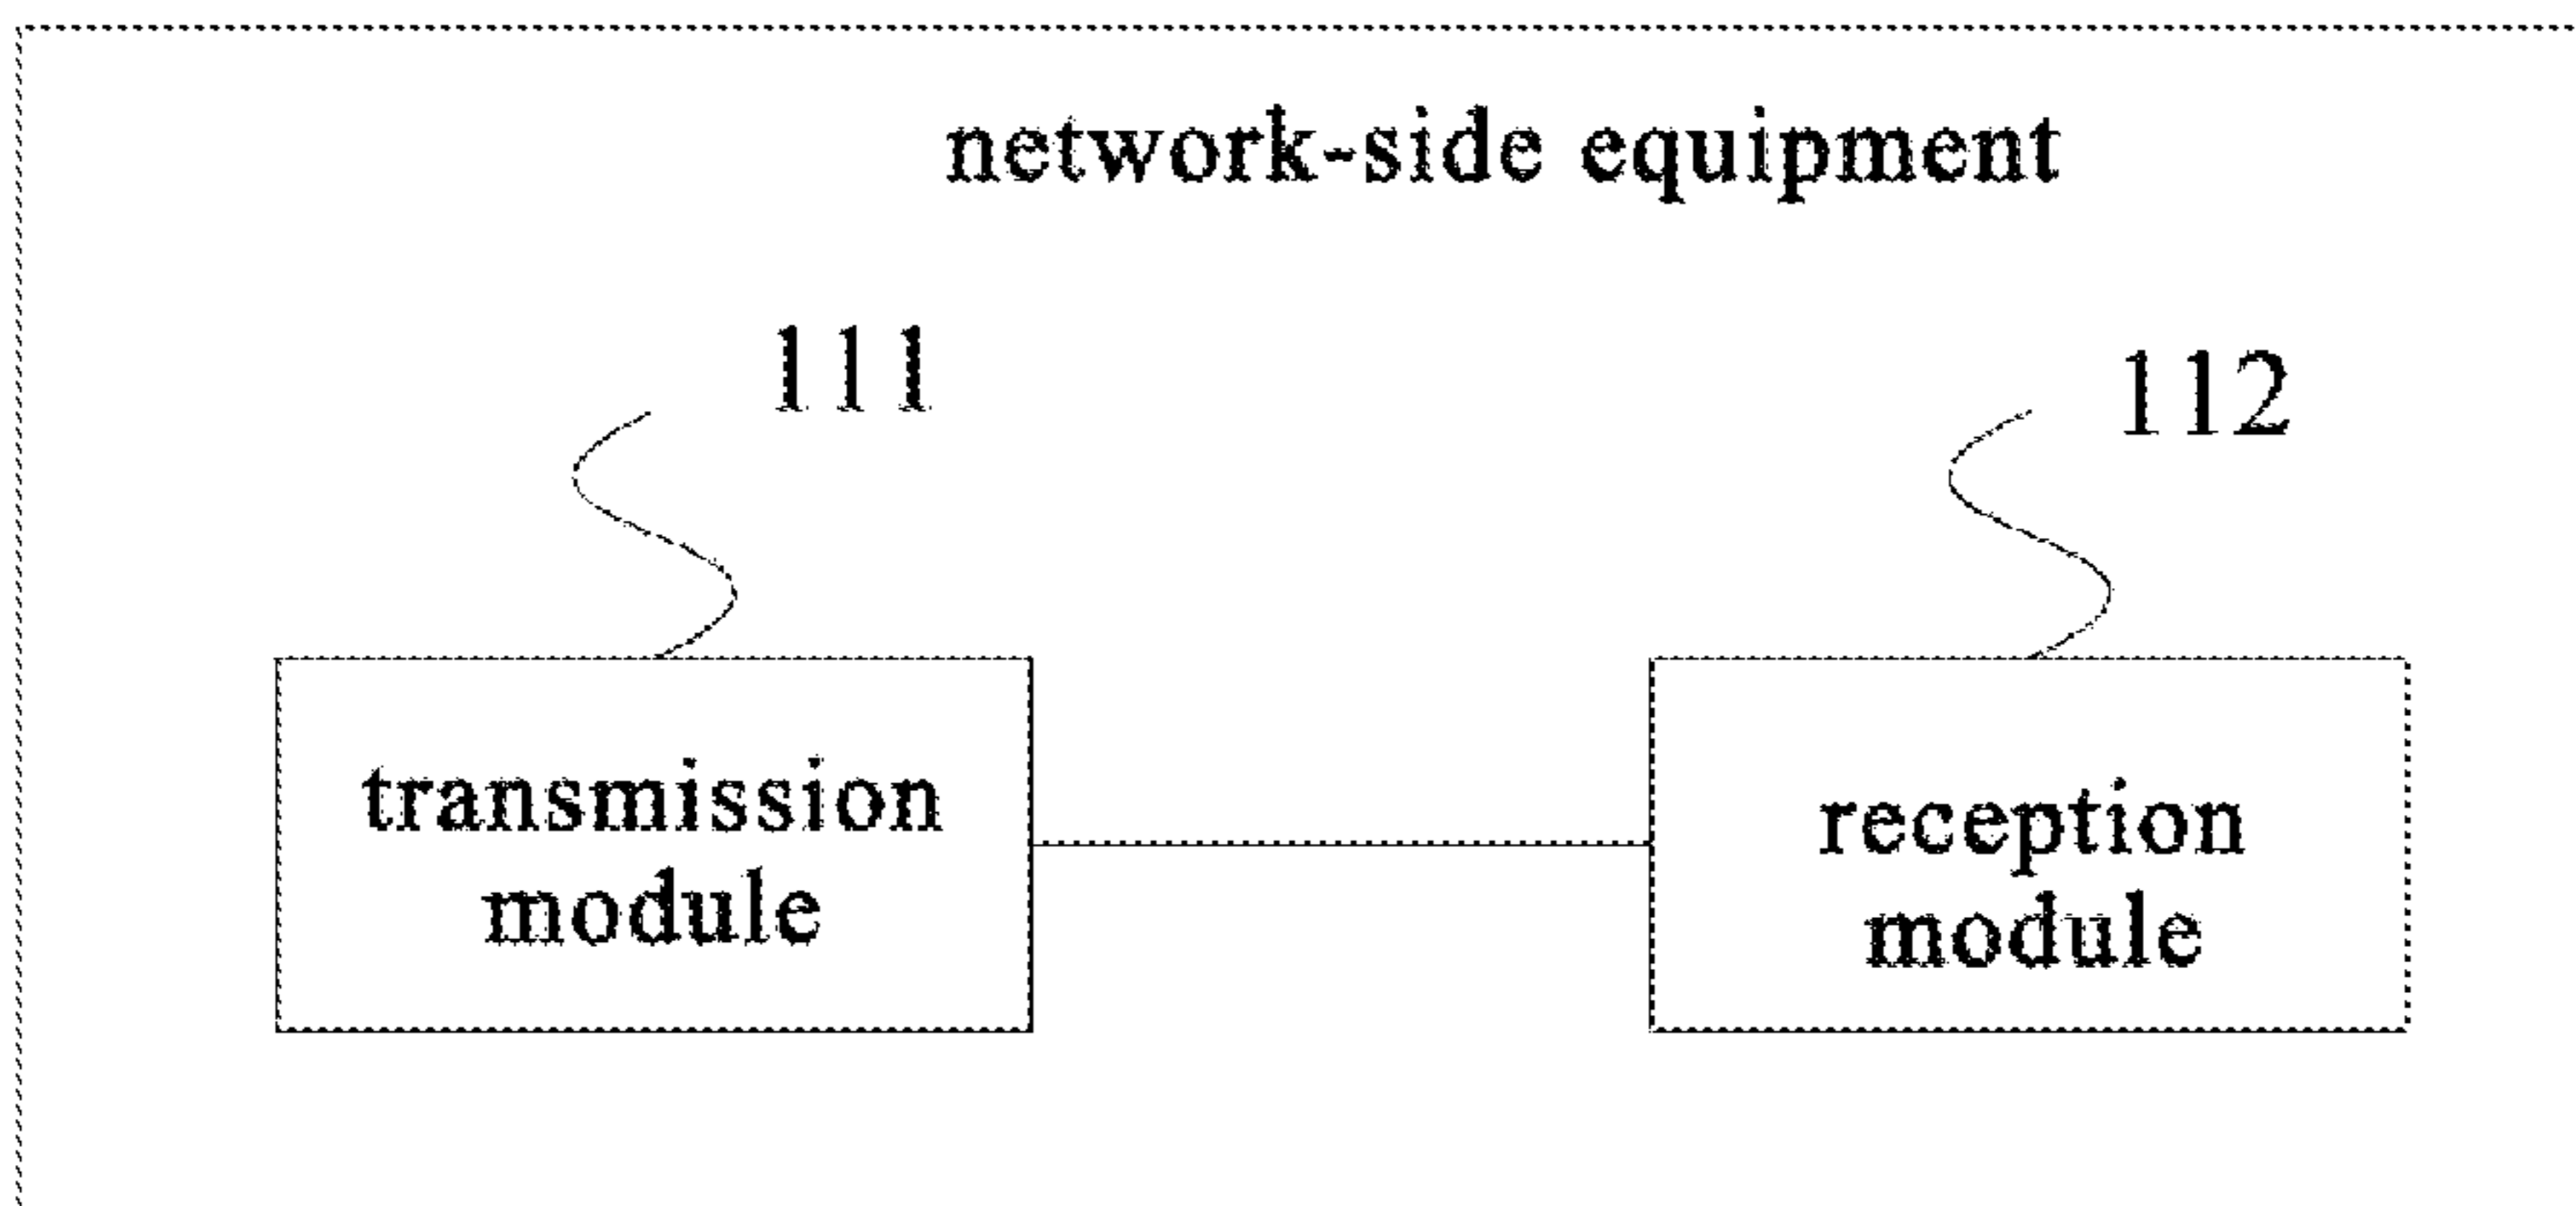 network-side equipment
111
112
transmission
module
reception
module